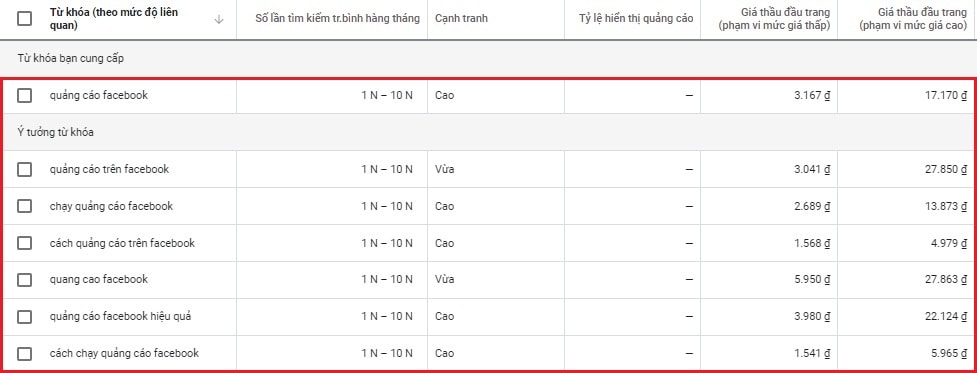 Từ khóa (theo mức độ liên quan) ↓ Số lần tìm kiếm tr.bình hàng tháng Cạnh tranh Tỷ lệ hiển thị quảng cáo Giá thầu đầu trang (phạm vi mức giá thấp) Giá thầu đầu trang (phạm vi mức giá cao)
Từ khóa bạn cung cấp
quảng cáo facebook 1 N – 10 N Cao – 3.167 ₫ 17.170 ₫
Ý tưởng từ khóa
quảng cáo trên facebook 1 N – 10 N Vừa – 3.041 ₫ 27.850 ₫
chạy quảng cáo facebook 1 N – 10 N Cao – 2.689 ₫ 13.873 ₫
cách quảng cáo trên facebook 1 N – 10 N Cao – 1.568 ₫ 4.979 ₫
quang cao facebook 1 N – 10 N Vừa – 5.950 ₫ 27.863 ₫
quảng cáo facebook hiệu quả 1 N – 10 N Cao – 3.980 ₫ 22.124 ₫
cách chạy quảng cáo facebook 1 N – 10 N Cao – 1.541 ₫ 5.965 ₫